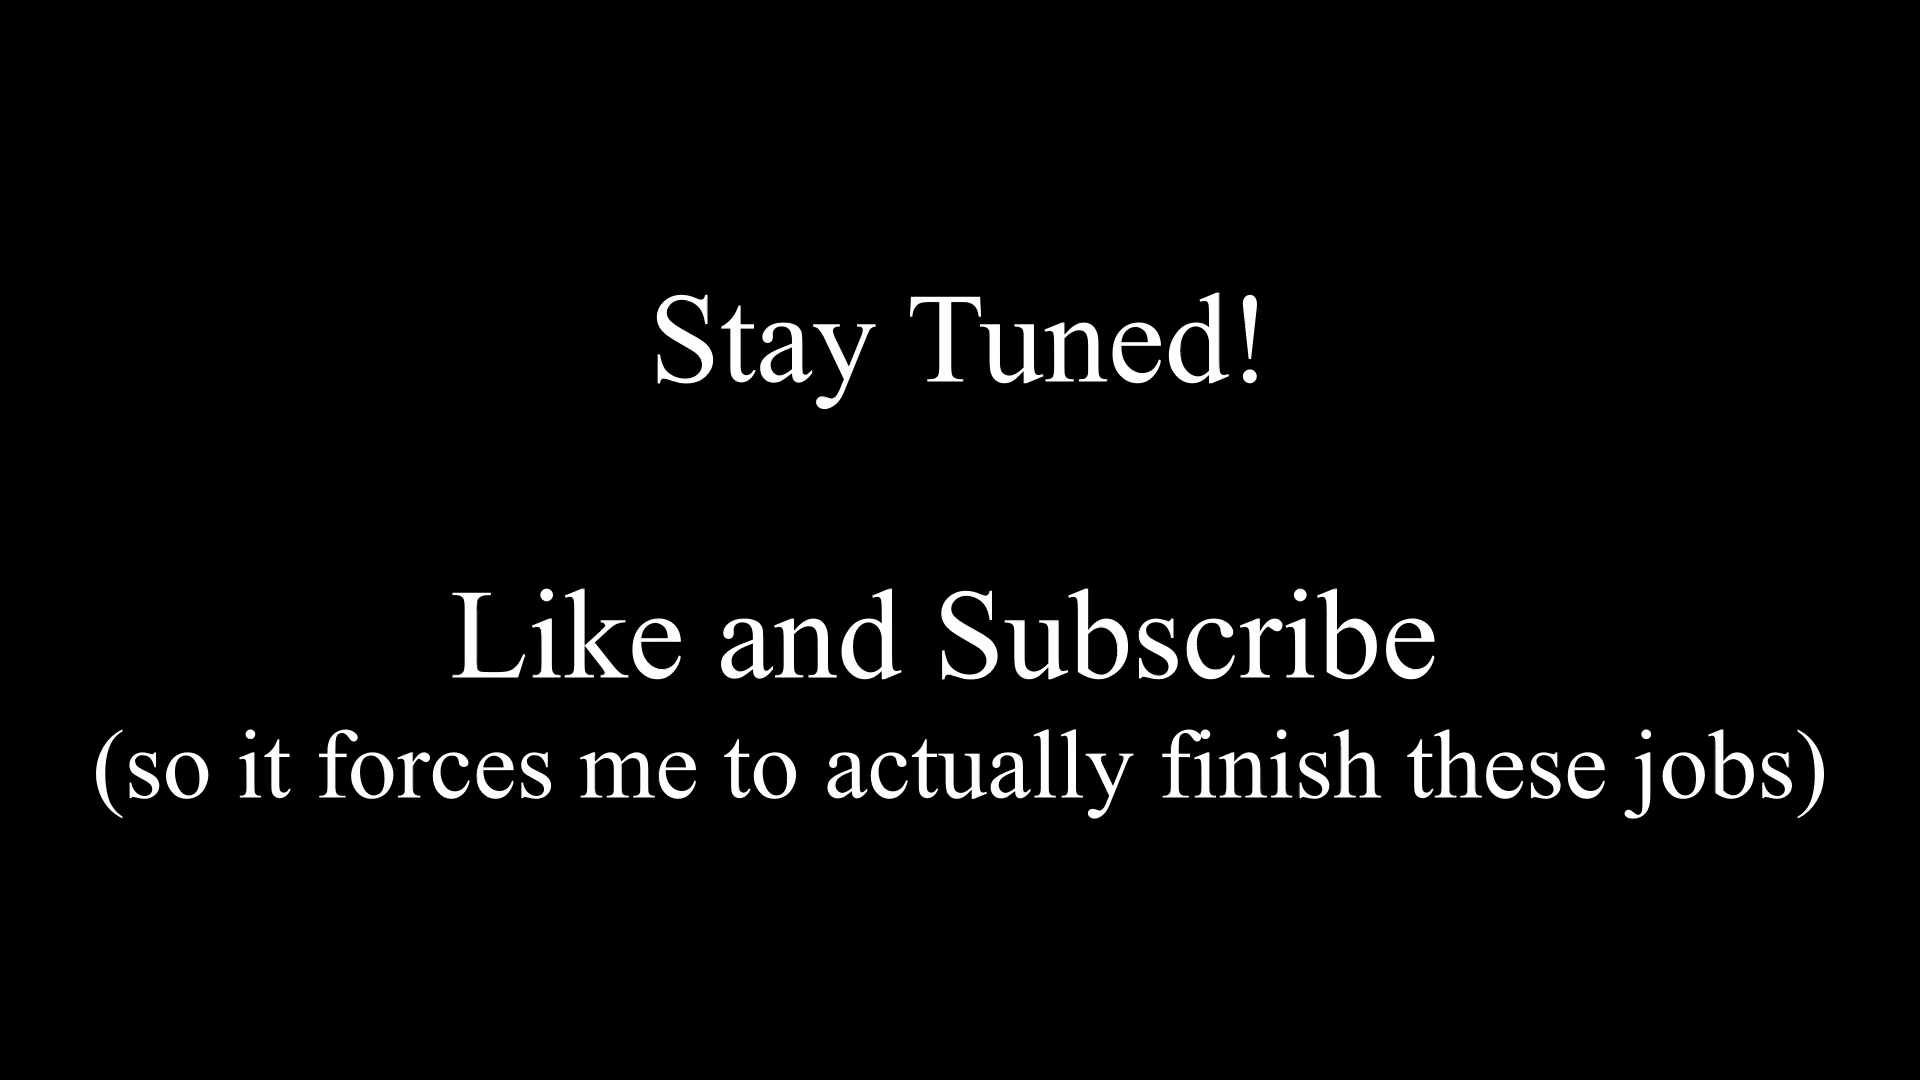 Stay Tuned!
Like and Subscribe
(so it forces me to actually finish these jobs)